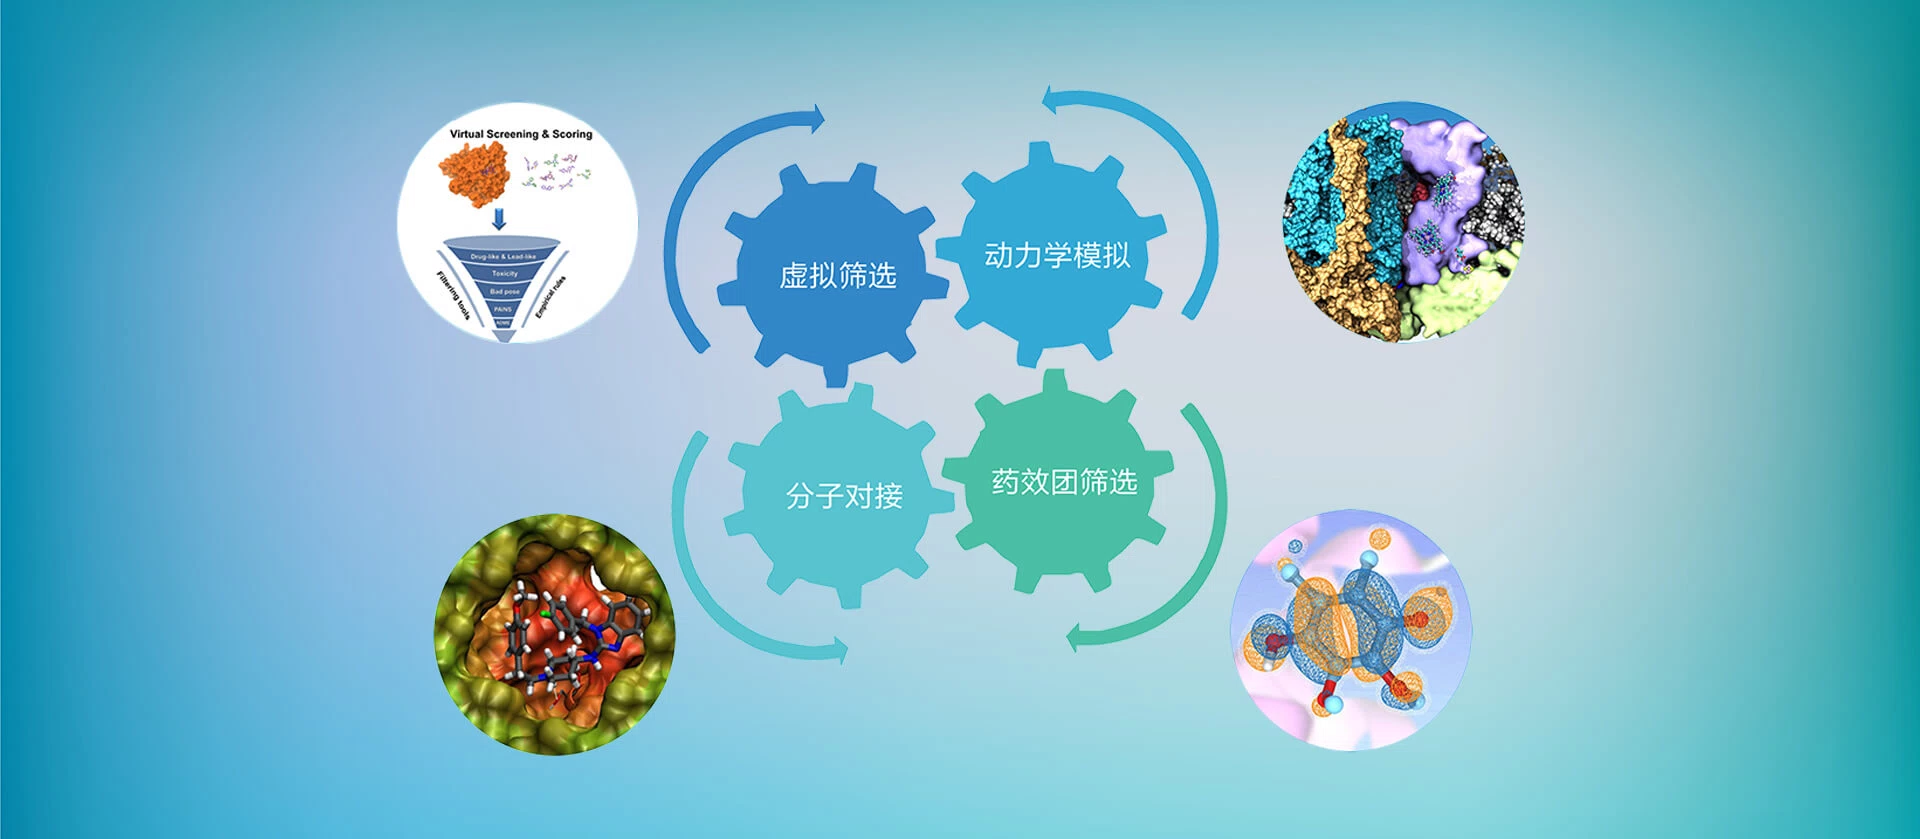 Virtual Screening & Scoring
Drug-like & Lead-like
Toxicity
Bad pose
PAINS
ADME
Filtering tools
Empirical rules
虚拟筛选
动力学模拟
分子对接
药效团筛选